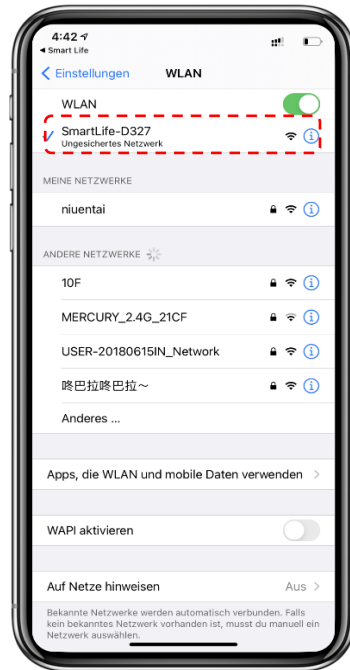 4:42
◀ Smart Life
Einstellungen WLAN
WLAN
SmartLife-D327
Ungesichertes Netzwerk
MEINE NETZWERKE
niuentai
ANDERE NETZWERKE
10F
MERCURY_2.4G_21CF
USER-20180615IN_Network
咚巴拉咚巴拉～
Anderes ...
Apps, die WLAN und mobile Daten verwenden
WAPI aktivieren
Auf Netze hinweisen Aus
Bekannte Netzwerke werden automatisch verbunden. Falls
kein bekanntes Netzwerk vorhanden ist, musst du manuell ein
Netzwerk auswählen.